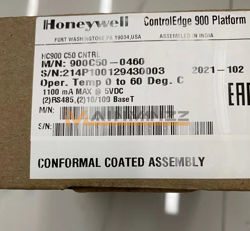 Honeywell
ControlEdge 900 Platform
FORT WASHINGTON, PA 19034, USA
ASSEMBLED IN INDIA
HC900 C50 CNTRL
M/N: 900C50-0460
S/N: 214P100129430003
2021-102
Oper. Temp 0 to 60 Deg. C
1100 mA MAX @ 5VDC
(2)RS485,(2)10/100 BaseT
CONFORMAL COATED ASSEMBLY